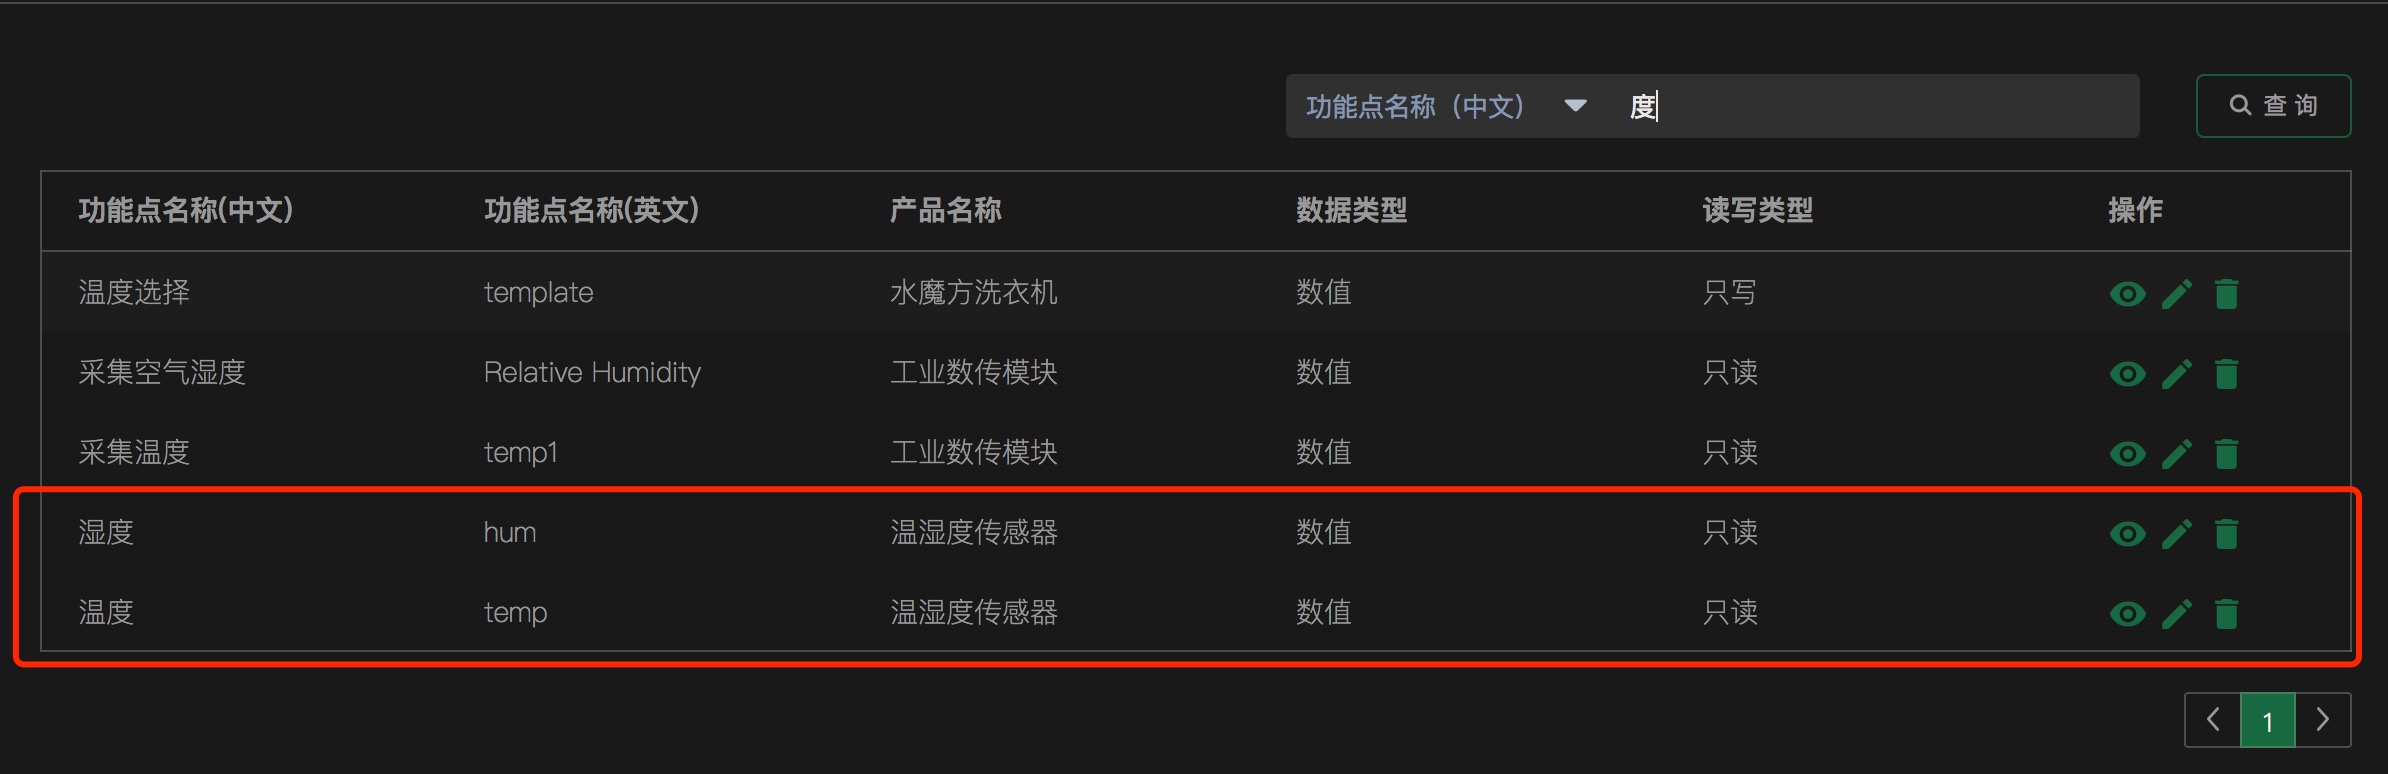 功能点名称（中文） 度 查 询
功能点名称(中文) 功能点名称(英文) 产品名称 数据类型 读写类型 操作
温度选择 template 水魔方洗衣机 数值 只写
采集空气湿度 Relative Humidity 工业数传模块 数值 只读
采集温度 temp1 工业数传模块 数值 只读
湿度 hum 温湿度传感器 数值 只读
温度 temp 温湿度传感器 数值 只读
1